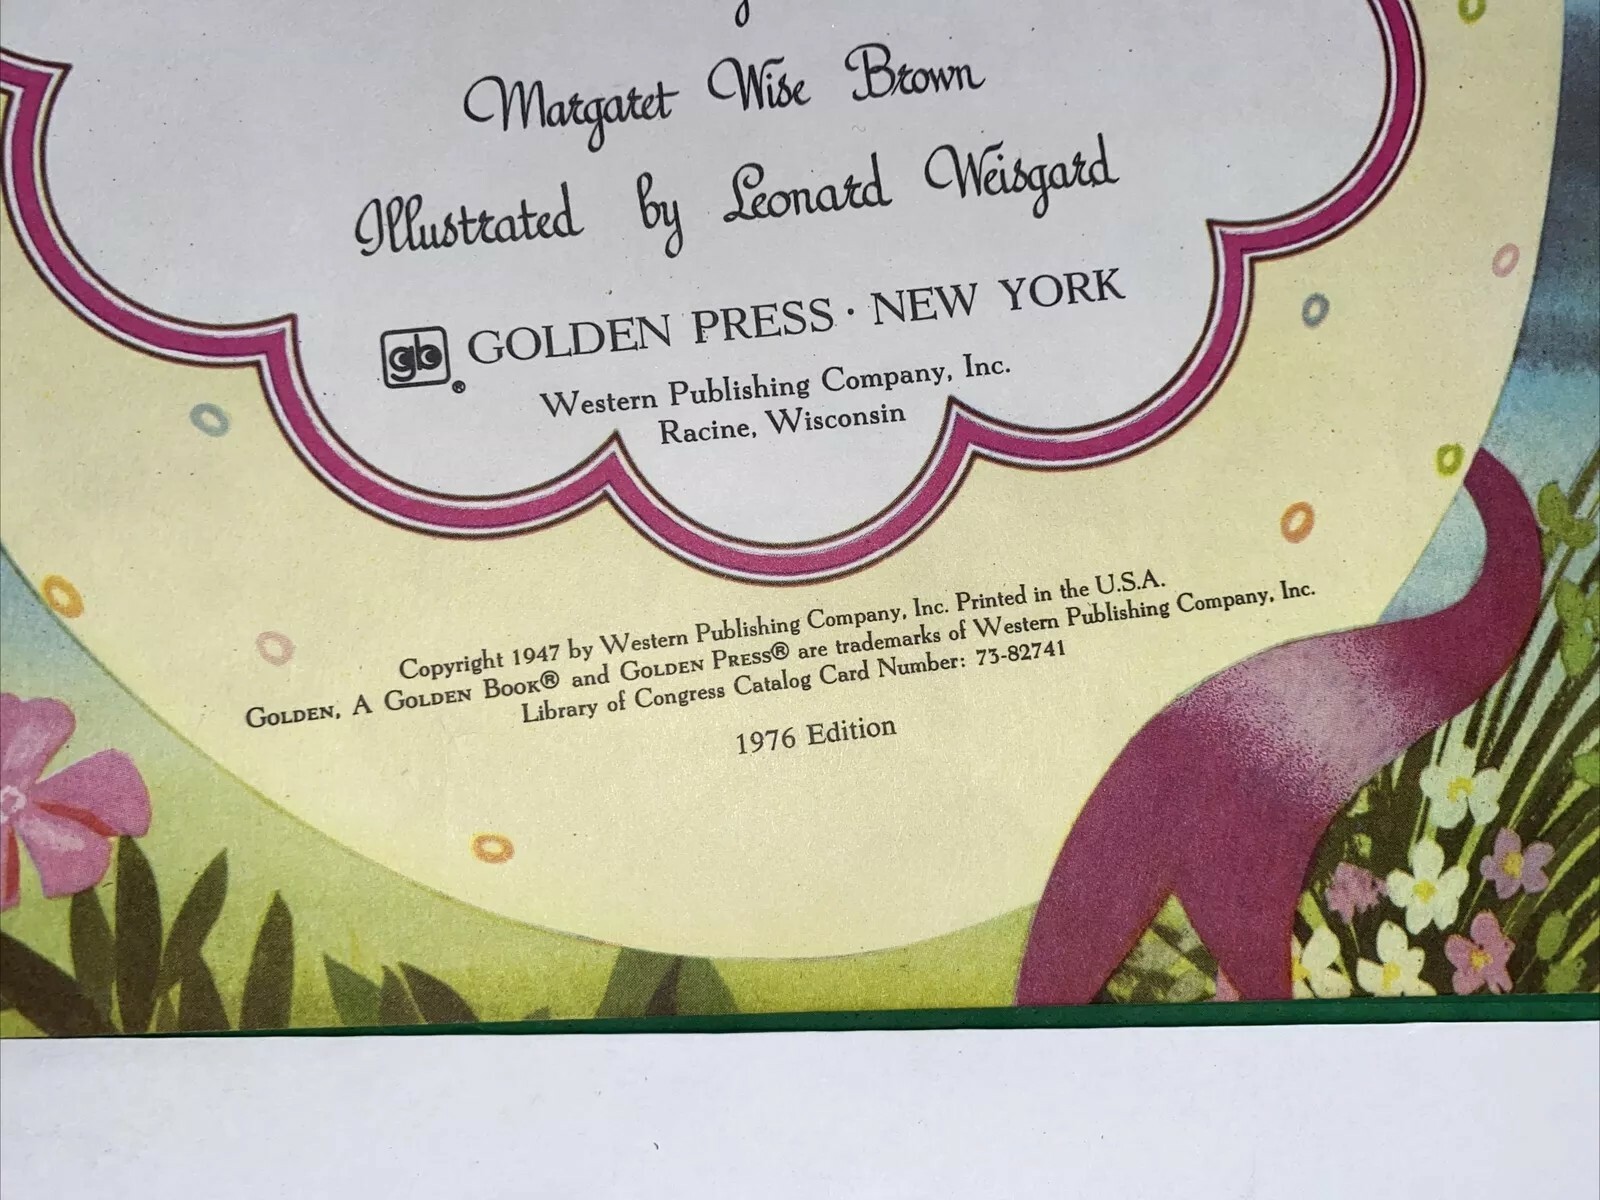 Margaret Wise Brown
Illustrated by Leonard Weisgard
gb® GOLDEN PRESS · NEW YORK
Western Publishing Company, Inc.
Racine, Wisconsin
Copyright 1947 by Western Publishing Company, Inc. Printed in the U.S.A.
GOLDEN, A GOLDEN BOOK® and GOLDEN PRESS® are trademarks of Western Publishing Company, Inc.
Library of Congress Catalog Card Number: 73-82741
1976 Edition